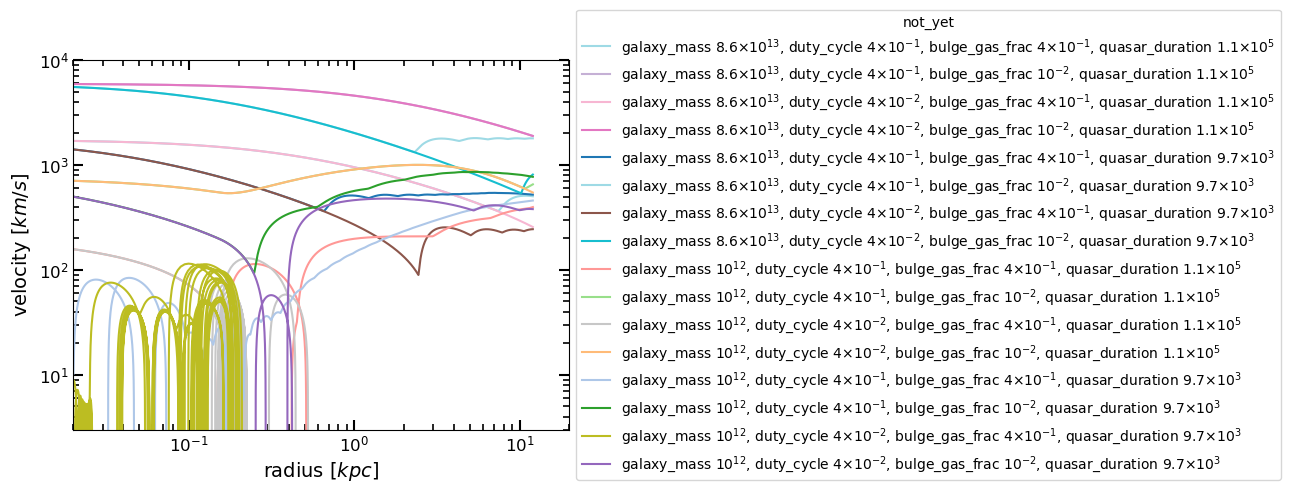 not_yet
galaxy_mass 8.6×10¹³, duty_cycle 4×10⁻¹, bulge_gas_frac 4×10⁻¹, quasar_duration 1.1×10⁵
galaxy_mass 8.6×10¹³, duty_cycle 4×10⁻¹, bulge_gas_frac 10⁻², quasar_duration 1.1×10⁵
galaxy_mass 8.6×10¹³, duty_cycle 4×10⁻², bulge_gas_frac 4×10⁻¹, quasar_duration 1.1×10⁵
galaxy_mass 8.6×10¹³, duty_cycle 4×10⁻², bulge_gas_frac 10⁻², quasar_duration 1.1×10⁵
galaxy_mass 8.6×10¹³, duty_cycle 4×10⁻¹, bulge_gas_frac 4×10⁻¹, quasar_duration 9.7×10³
galaxy_mass 8.6×10¹³, duty_cycle 4×10⁻¹, bulge_gas_frac 10⁻², quasar_duration 9.7×10³
galaxy_mass 8.6×10¹³, duty_cycle 4×10⁻², bulge_gas_frac 4×10⁻¹, quasar_duration 9.7×10³
galaxy_mass 8.6×10¹³, duty_cycle 4×10⁻², bulge_gas_frac 10⁻², quasar_duration 9.7×10³
galaxy_mass 10¹², duty_cycle 4×10⁻¹, bulge_gas_frac 4×10⁻¹, quasar_duration 1.1×10⁵
galaxy_mass 10¹², duty_cycle 4×10⁻¹, bulge_gas_frac 10⁻², quasar_duration 1.1×10⁵
galaxy_mass 10¹², duty_cycle 4×10⁻², bulge_gas_frac 4×10⁻¹, quasar_duration 1.1×10⁵
galaxy_mass 10¹², duty_cycle 4×10⁻², bulge_gas_frac 10⁻², quasar_duration 1.1×10⁵
galaxy_mass 10¹², duty_cycle 4×10⁻¹, bulge_gas_frac 4×10⁻¹, quasar_duration 9.7×10³
galaxy_mass 10¹², duty_cycle 4×10⁻¹, bulge_gas_frac 10⁻², quasar_duration 9.7×10³
galaxy_mass 10¹², duty_cycle 4×10⁻², bulge_gas_frac 4×10⁻¹, quasar_duration 9.7×10³
galaxy_mass 10¹², duty_cycle 4×10⁻², bulge_gas_frac 10⁻², quasar_duration 9.7×10³
velocity [km/s]
10⁴
10³
10²
10¹
10⁻¹ 10⁰ 10¹
radius [kpc]